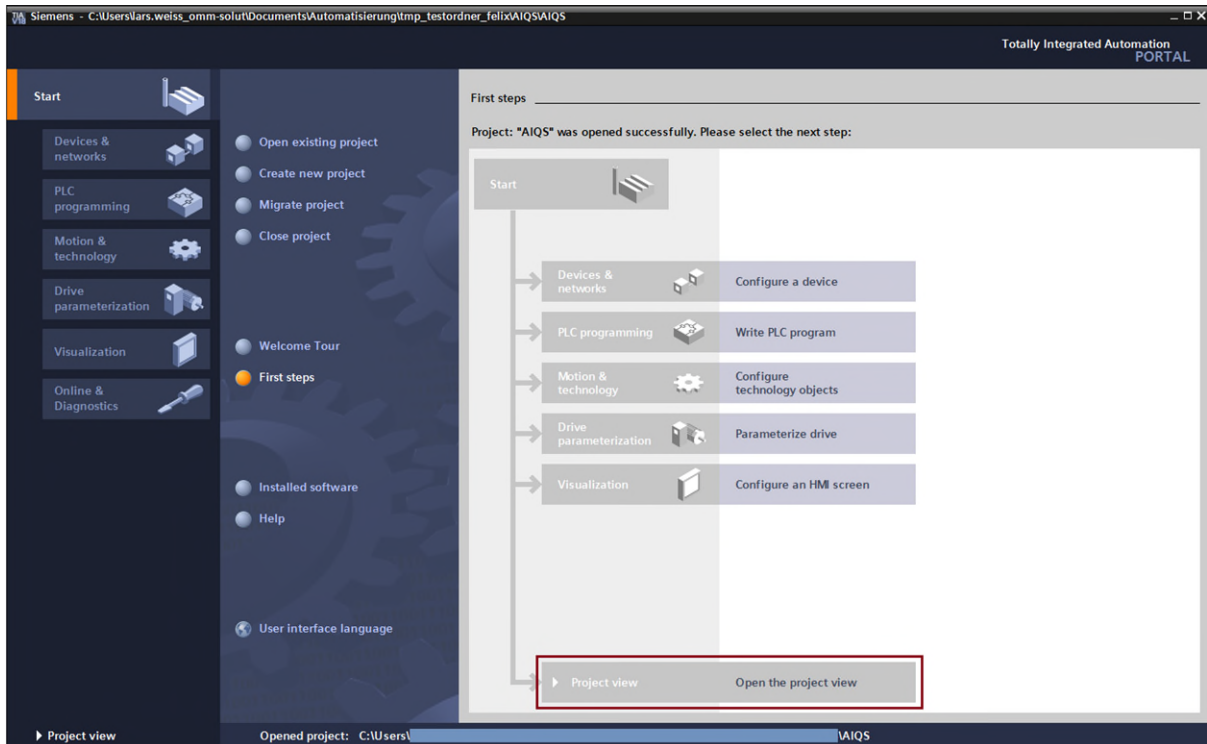 Siemens - C:\Users\lars.weiss_omm-solut\Documents\Automatisierung\tmp_testordner_felix\AIQS\AIQS
Totally Integrated Automation
PORTAL
Start
Devices &
networks
PLC
programming
Motion &
technology
Drive
parameterization
Visualization
Online &
Diagnostics
Open existing project
Create new project
Migrate project
Close project
Welcome Tour
First steps
Installed software
Help
User interface language
First steps
Project: "AIQS" was opened successfully. Please select the next step:
Start
Devices &
networks
Configure a device
PLC programming
Write PLC program
Motion &
technology
Configure
technology objects
Drive
parameterization
Parameterize drive
Visualization
Configure an HMI screen
Project view
Open the project view
Project view
Opened project: C:\Users\
\AIQS